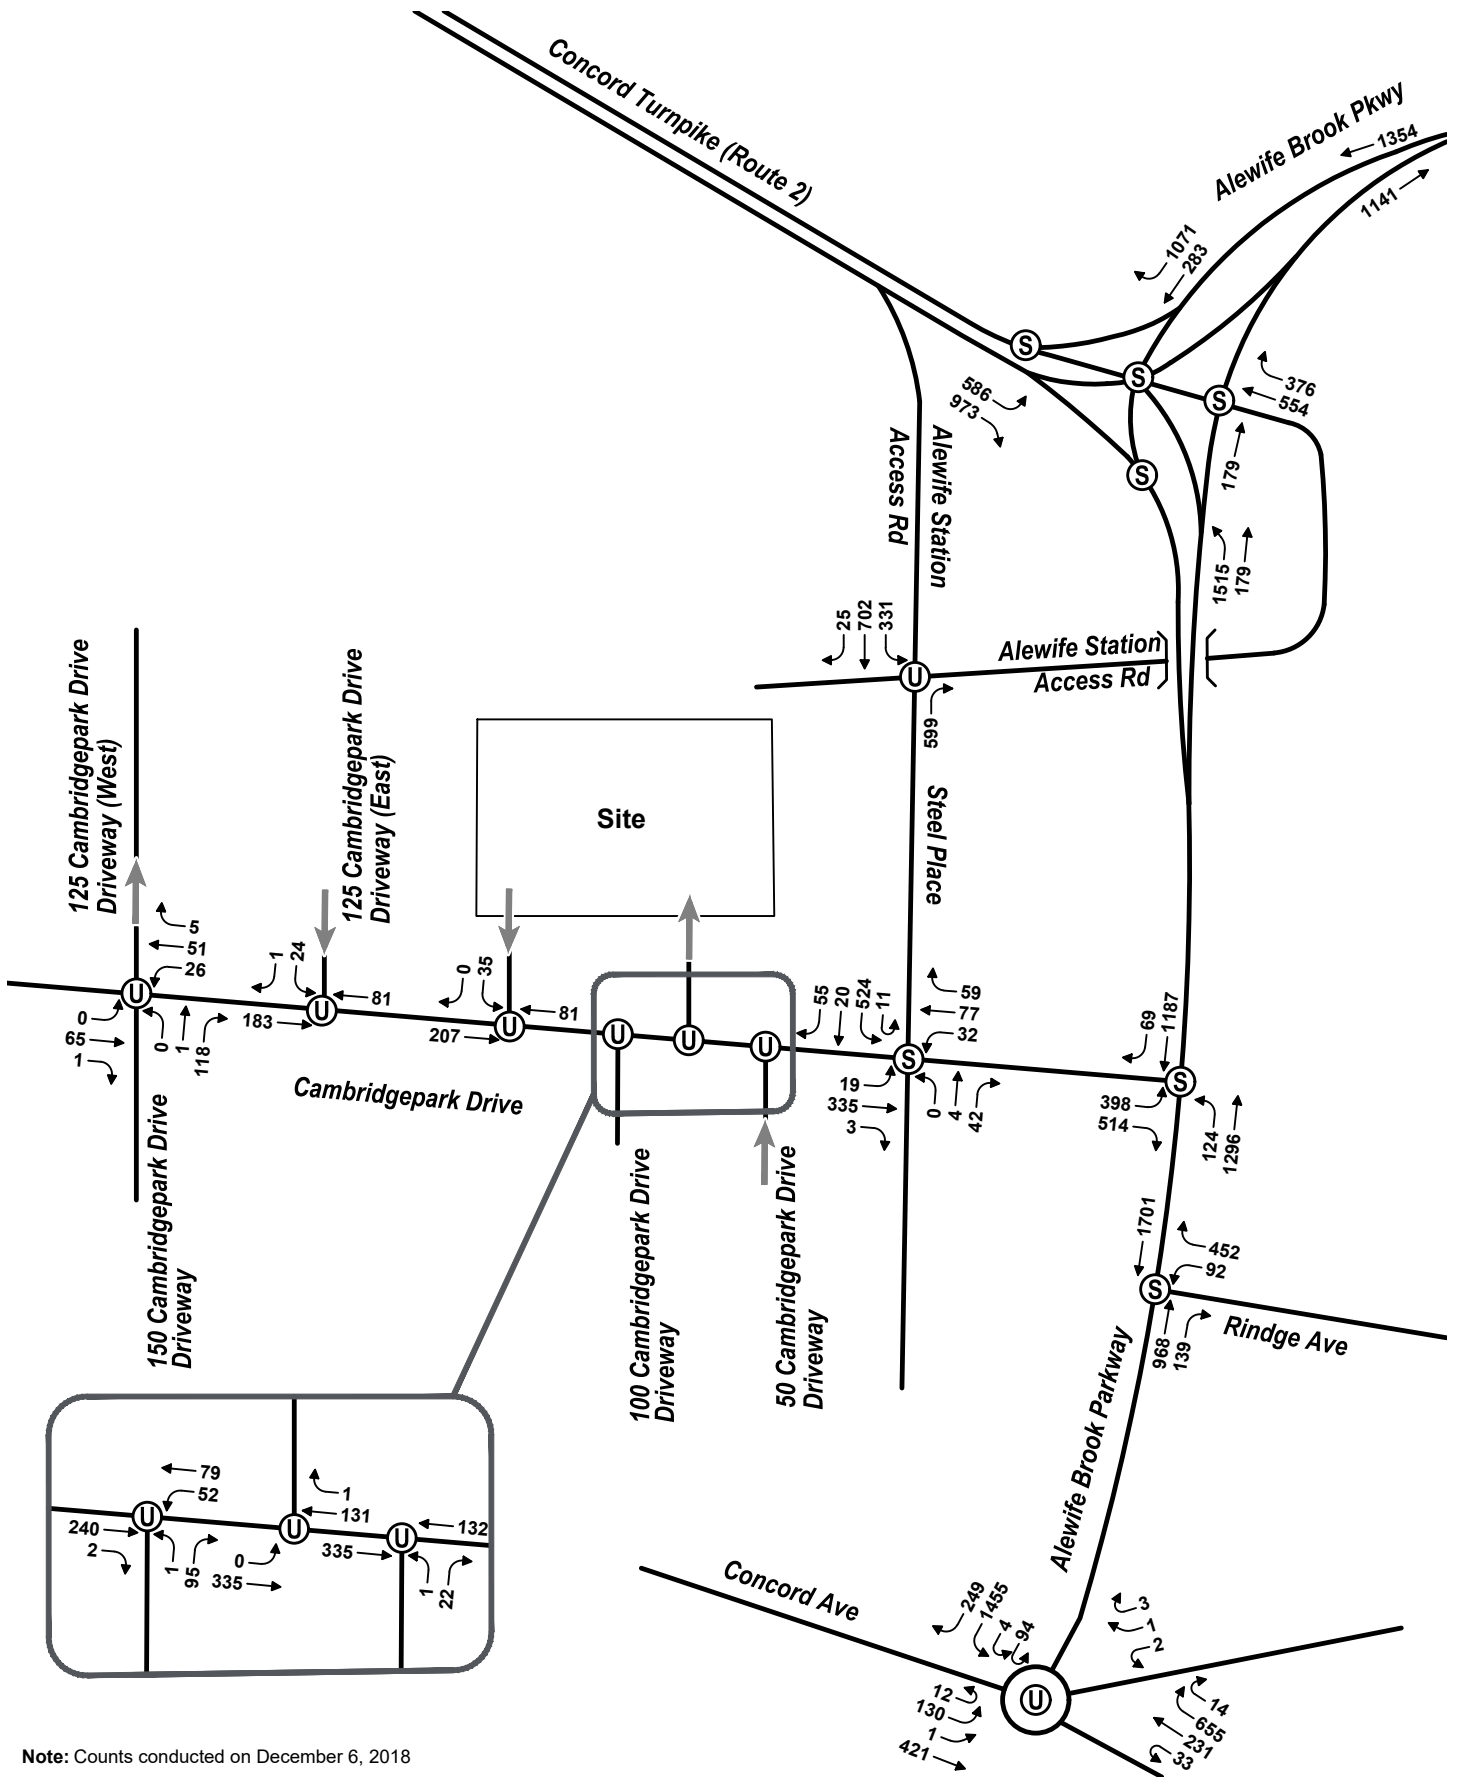 Concord Turnpike (Route 2)
Alewife Brook Pkwy
1354
1141
1071
283
S
S
S
S
586
973
376
554
179
1515
179
Alewife Station
Access Rd
25
702
331
U
599
Alewife Station
Access Rd
125 Cambridgepark Drive
Driveway (West)
125 Cambridgepark Drive
Driveway (East)
Site
Steel Place
5
51
26
U
0
65
1
0
1
118
1
24
81
183
U
0
35
81
207
U
U
U
U
55
20
524
11
59
77
32
S
19
335
3
0
4
42
69
1187
S
398
514
124
1296
Cambridgepark Drive
150 Cambridgepark Drive
Driveway
100 Cambridgepark Drive
Driveway
50 Cambridgepark Drive
Driveway
1701
452
92
S
968
139
Rindge Ave
Alewife Brook Parkway
79
52
U
240
2
1
95
1
131
U
0
335
132
U
335
1
22
Concord Ave
249
1455
4
94
3
1
2
U
12
130
1
421
14
655
231
33
Note: Counts conducted on December 6, 2018